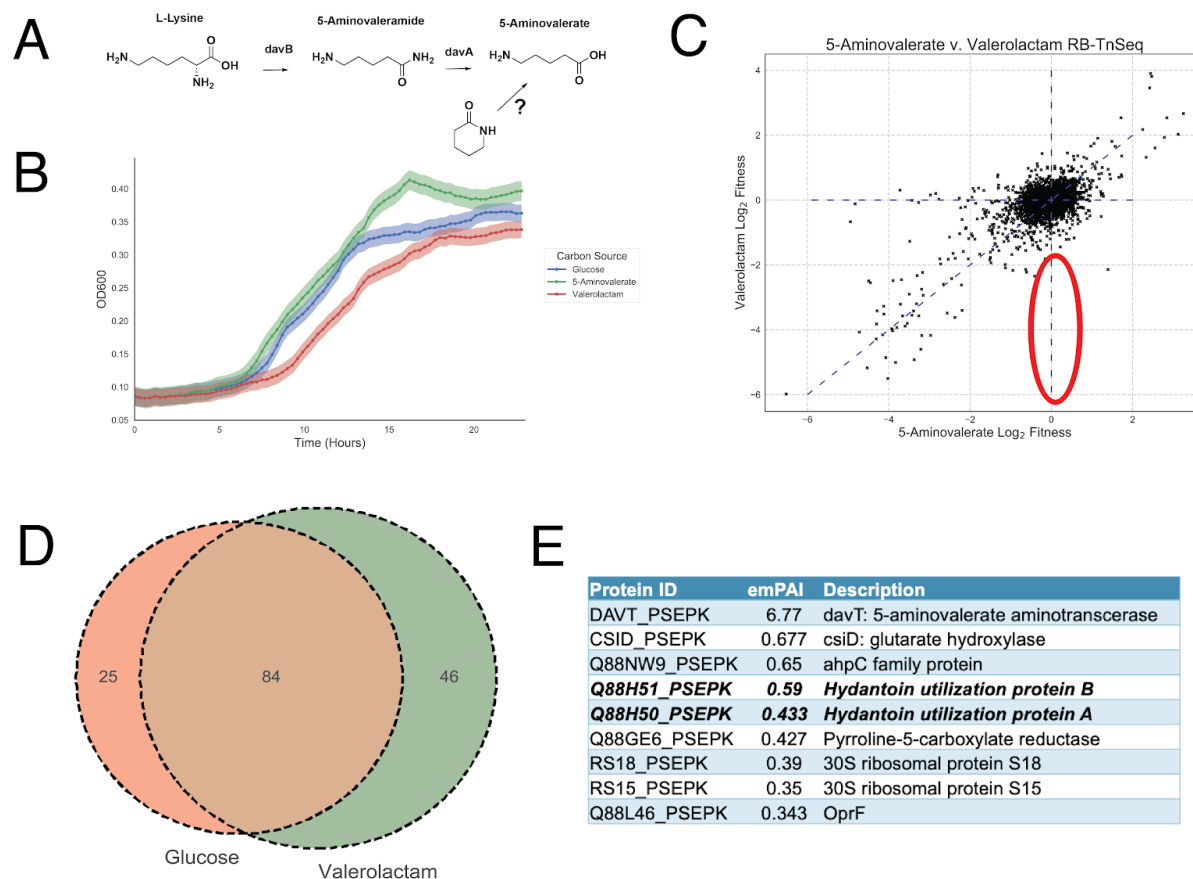 A
L-Lysine
5-Aminovaleramide
5-Aminovalerate
davB
davA
H₂N
O
OH
NH₂
H₂N
NH₂
O
H₂N
OH
O
O
NH
?
B
OD600
0.40
0.35
0.30
0.25
0.20
0.15
0.10
0.05
0
5
10
15
20
Time (Hours)
Carbon Source
Glucose
5-Aminovalerate
Valerolactam
C
5-Aminovalerate v. Valerolactam RB-TnSeq
Valerolactam Log₂ Fitness
4
2
0
−2
−4
−6
−6
−4
−2
0
2
5-Aminovalerate Log₂ Fitness
D
25
84
46
Glucose
Valerolactam
E
Protein ID emPAI Description
DAVT_PSEPK 6.77 davT: 5-aminovalerate aminotranscerase
CSID_PSEPK 0.677 csiD: glutarate hydroxylase
Q88NW9_PSEPK 0.65 ahpC family protein
Q88H51_PSEPK 0.59 Hydantoin utilization protein B
Q88H50_PSEPK 0.433 Hydantoin utilization protein A
Q88GE6_PSEPK 0.427 Pyrroline-5-carboxylate reductase
RS18_PSEPK 0.39 30S ribosomal protein S18
RS15_PSEPK 0.35 30S ribosomal protein S15
Q88L46_PSEPK 0.343 OprF